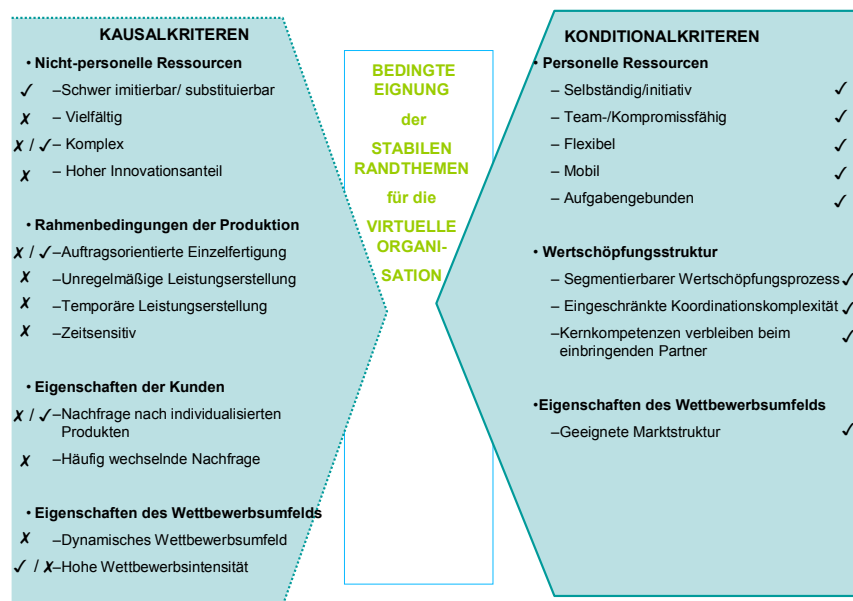 KAUSALKRITEREN
• Nicht-personelle Ressourcen
✓ –Schwer imitierbar/ substituierbar
✗ – Vielfältig
✗ / ✓– Komplex
✗ – Hoher Innovationsanteil
• Rahmenbedingungen der Produktion
✗ / ✓–Auftragsorientierte Einzelfertigung
✗ –Unregelmäßige Leistungserstellung
✗ –Temporäre Leistungserstellung
✗ –Zeitsensitiv
• Eigenschaften der Kunden
✗ / ✓–Nachfrage nach individualisierten
Produkten
✗ –Häufig wechselnde Nachfrage
• Eigenschaften des Wettbewerbsumfelds
✗ –Dynamisches Wettbewerbsumfeld
✓ / ✗–Hohe Wettbewerbsintensität
BEDINGTE
EIGNUNG
der
STABILEN
RANDTHEMEN
für die
VIRTUELLE
ORGANI-
SATION
KONDITIONALKRITEREN
• Personelle Ressourcen
– Selbständig/initiativ ✓
– Team-/Kompromissfähig ✓
– Flexibel ✓
– Mobil ✓
– Aufgabengebunden ✓
• Wertschöpfungsstruktur
– Segmentierbarer Wertschöpfungsprozess ✓
– Eingeschränkte Koordinationskomplexität ✓
–Kernkompetenzen verbleiben beim ✓
einbringenden Partner
•Eigenschaften des Wettbewerbsumfelds
–Geeignete Marktstruktur ✓